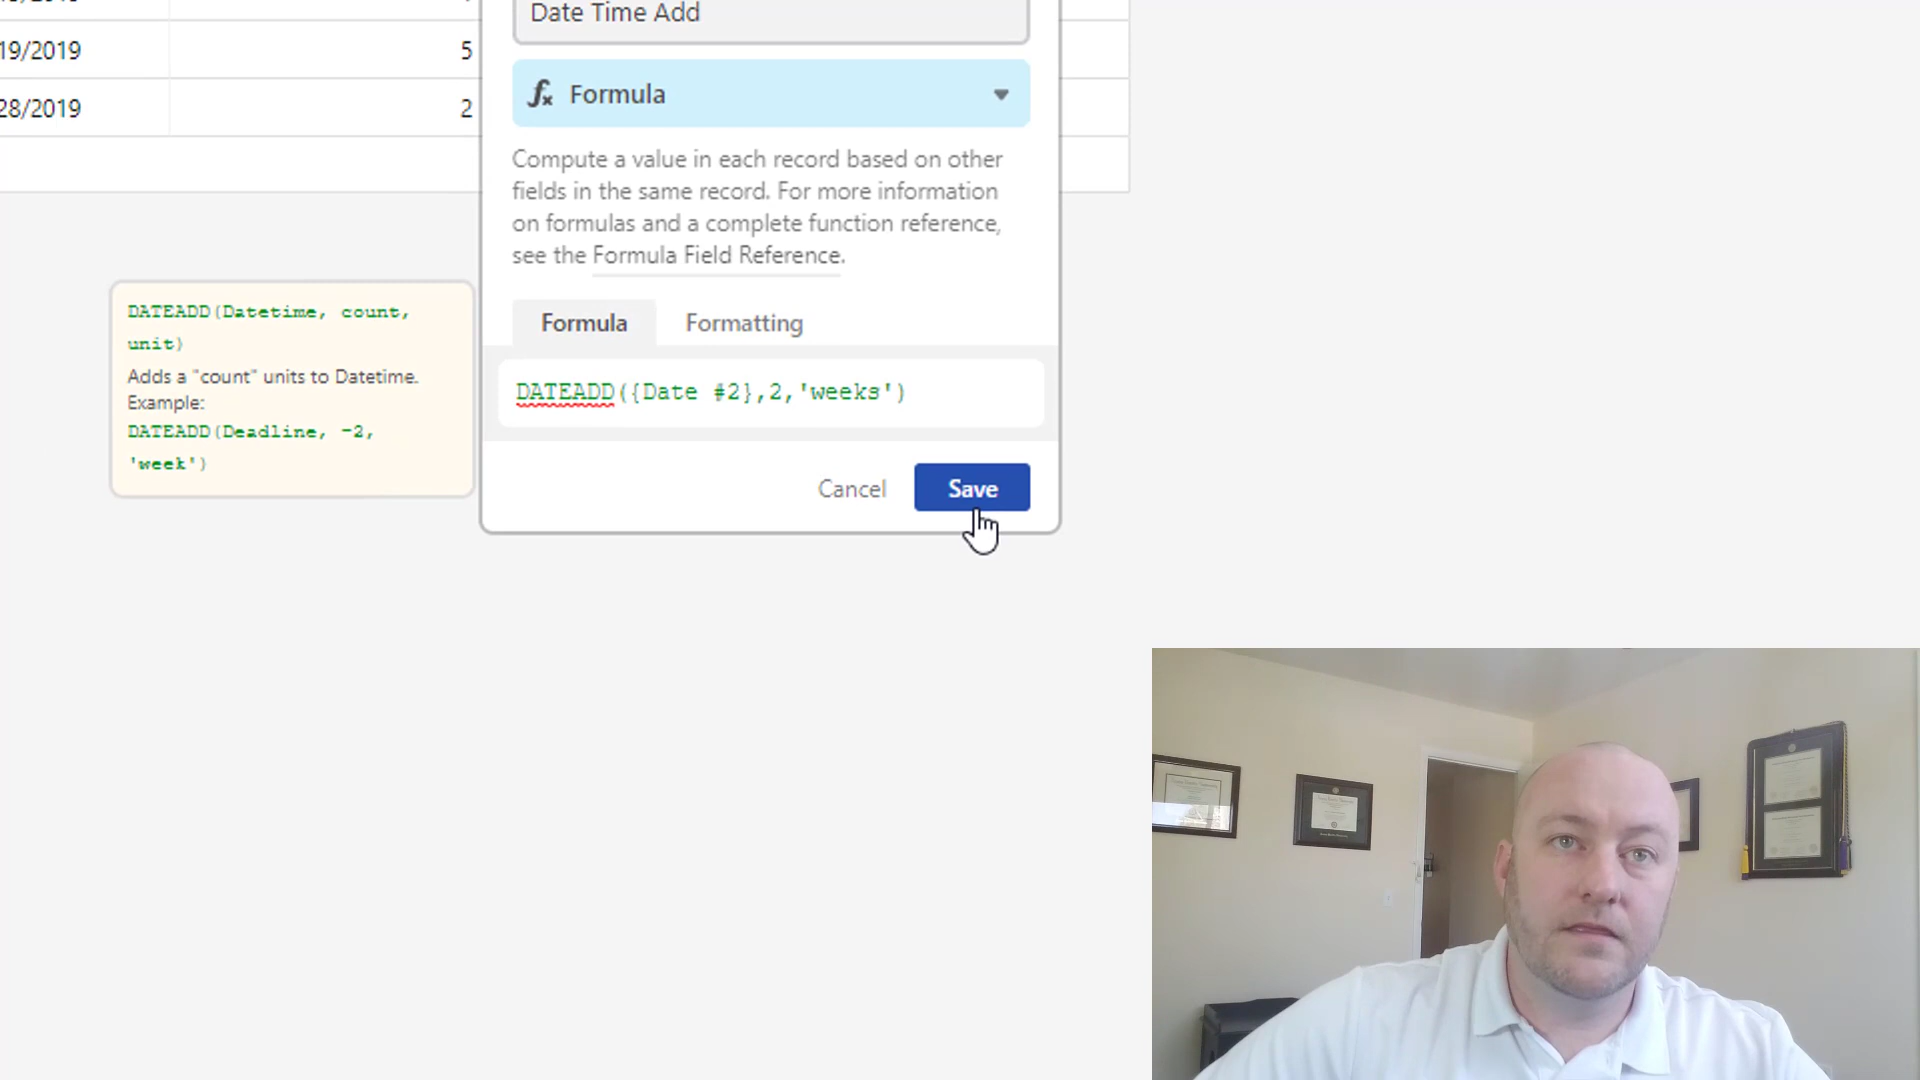 Date Time Add
19/2019 5
28/2019 2
Formula
Compute a value in each record based on other
fields in the same record. For more information
on formulas and a complete function reference,
see the Formula Field Reference.
DATEADD(Datetime, count,
unit)
Adds a "count" units to Datetime.
Example:
DATEADD(Deadline, -2,
'week')
Formula Formatting
DATEADD({Date #2},2,'weeks')
Cancel Save